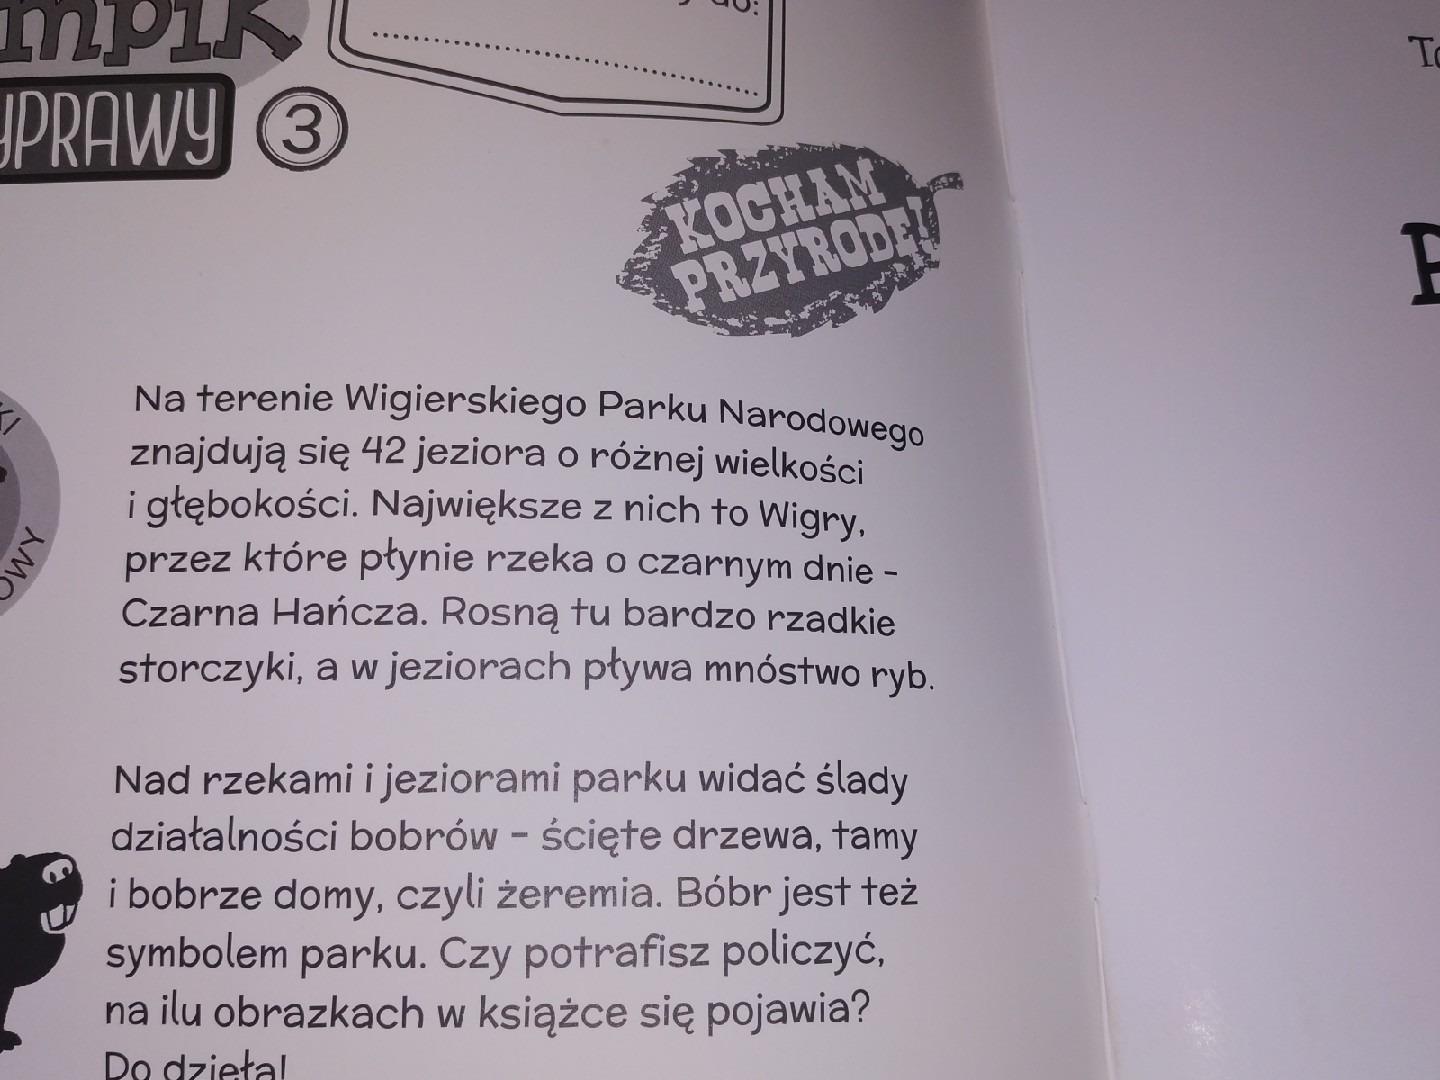 YPRAWY 3
KOCHAM
PRZYRODĘ!
Na terenie Wigierskiego Parku Narodowego
znajdują się 42 jeziora o różnej wielkości
i głębokości. Największe z nich to Wigry,
przez które płynie rzeka o czarnym dnie -
Czarna Hańcza. Rosną tu bardzo rzadkie
storczyki, a w jeziorach pływa mnóstwo ryb.
Nad rzekami i jeziorami parku widać ślady
działalności bobrów - ścięte drzewa, tamy
i bobrze domy, czyli żeremia. Bóbr jest też
symbolem parku. Czy potrafisz policzyć,
na ilu obrazkach w książce się pojawia?
Do dzieła!